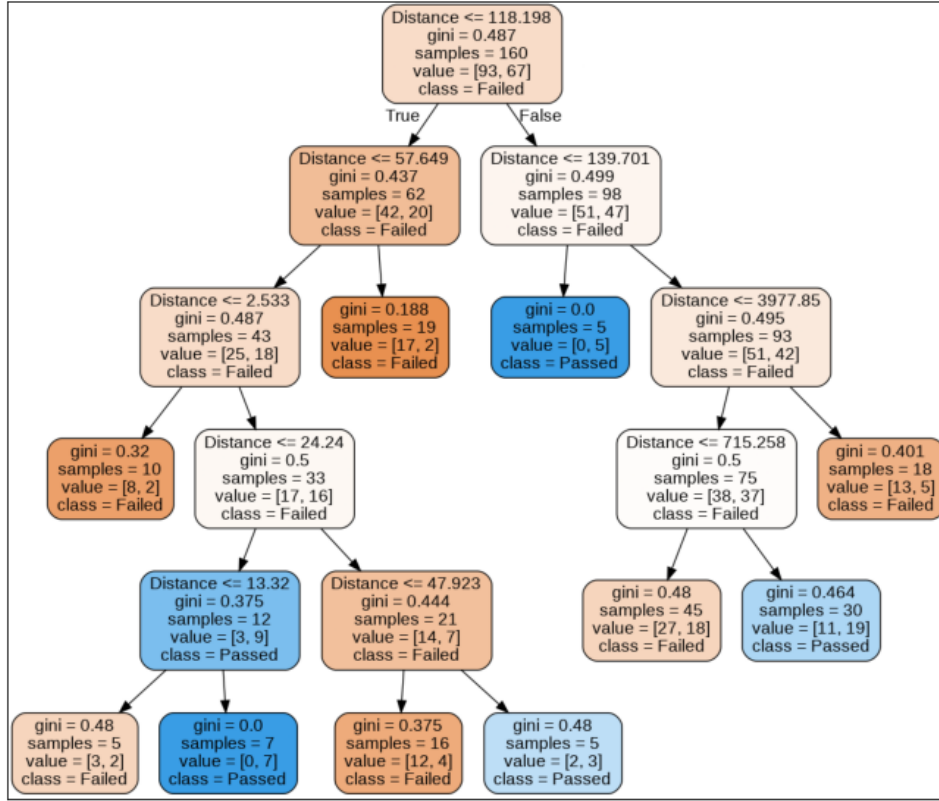 Distance <= 118.198
gini = 0.487
samples = 160
value = [93, 67]
class = Failed
True
False
Distance <= 57.649
gini = 0.437
samples = 62
value = [42, 20]
class = Failed
Distance <= 139.701
gini = 0.499
samples = 98
value = [51, 47]
class = Failed
Distance <= 2.533
gini = 0.487
samples = 43
value = [25, 18]
class = Failed
gini = 0.188
samples = 19
value = [17, 2]
class = Failed
gini = 0.0
samples = 5
value = [0, 5]
class = Passed
Distance <= 3977.85
gini = 0.495
samples = 93
value = [51, 42]
class = Failed
gini = 0.32
samples = 10
value = [8, 2]
class = Failed
Distance <= 24.24
gini = 0.5
samples = 33
value = [17, 16]
class = Failed
Distance <= 715.258
gini = 0.5
samples = 75
value = [38, 37]
class = Failed
gini = 0.401
samples = 18
value = [13, 5]
class = Failed
Distance <= 13.32
gini = 0.375
samples = 12
value = [3, 9]
class = Passed
Distance <= 47.923
gini = 0.444
samples = 21
value = [14, 7]
class = Failed
gini = 0.48
samples = 45
value = [27, 18]
class = Failed
gini = 0.464
samples = 30
value = [11, 19]
class = Passed
gini = 0.48
samples = 5
value = [3, 2]
class = Failed
gini = 0.0
samples = 7
value = [0, 7]
class = Passed
gini = 0.375
samples = 16
value = [12, 4]
class = Failed
gini = 0.48
samples = 5
value = [2, 3]
class = Passed